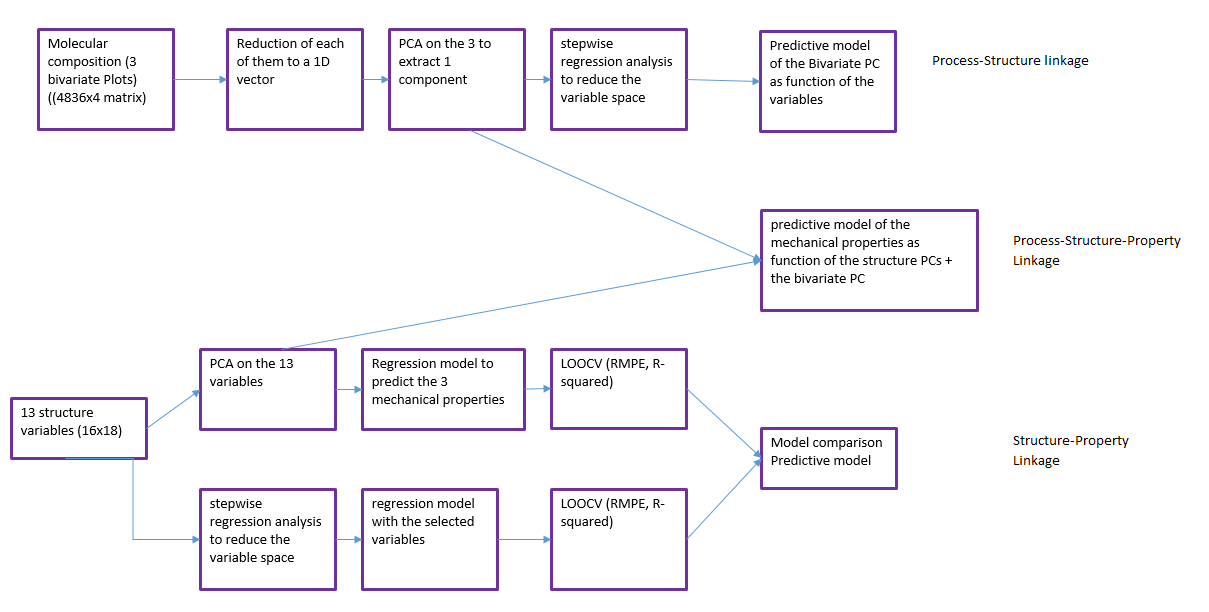 Molecular
composition (3
bivariate Plots)
((4836x4 matrix)
Reduction of each
of them to a 1D
vector
PCA on the 3 to
extract 1
component
stepwise
regression analysis
to reduce the
variable space
Predictive model
of the Bivariate PC
as function of the
variables
Process-Structure linkage
predictive model of the
mechanical properties as
function of the structure PCs +
the bivariate PC
Process-Structure-Property
Linkage
13 structure
variables (16x18)
PCA on the 13
variables
Regression model to
predict the 3
mechanical properties
LOOCV (RMPE, R-
squared)
stepwise
regression analysis
to reduce the
variable space
regression model
with the selected
variables
LOOCV (RMPE, R-
squared)
Model comparison
Predictive model
Structure-Property
Linkage